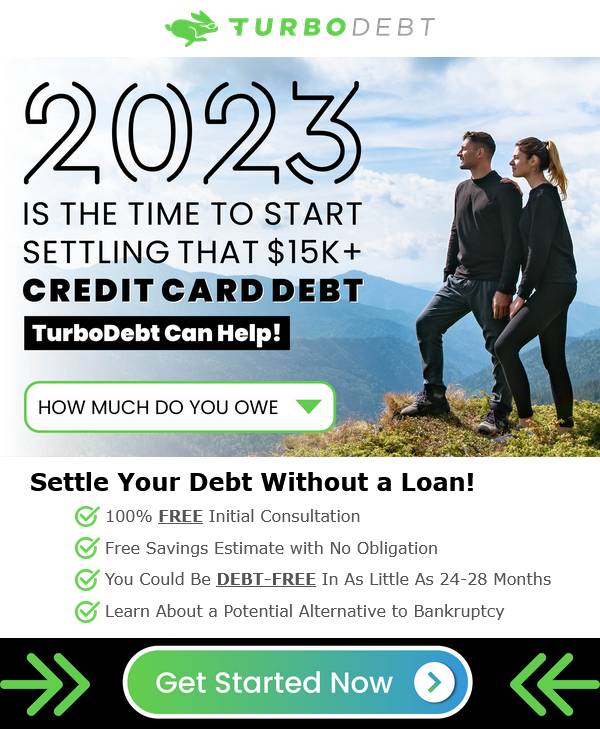 TURBODEBT
2023
IS THE TIME TO START
SETTLING THAT $15K+
CREDIT CARD DEBT
TurboDebt Can Help!
HOW MUCH DO YOU OWE
Settle Your Debt Without a Loan!
100% FREE Initial Consultation
Free Savings Estimate with No Obligation
You Could Be DEBT-FREE In As Little As 24-28 Months
Learn About a Potential Alternative to Bankruptcy
Get Started Now